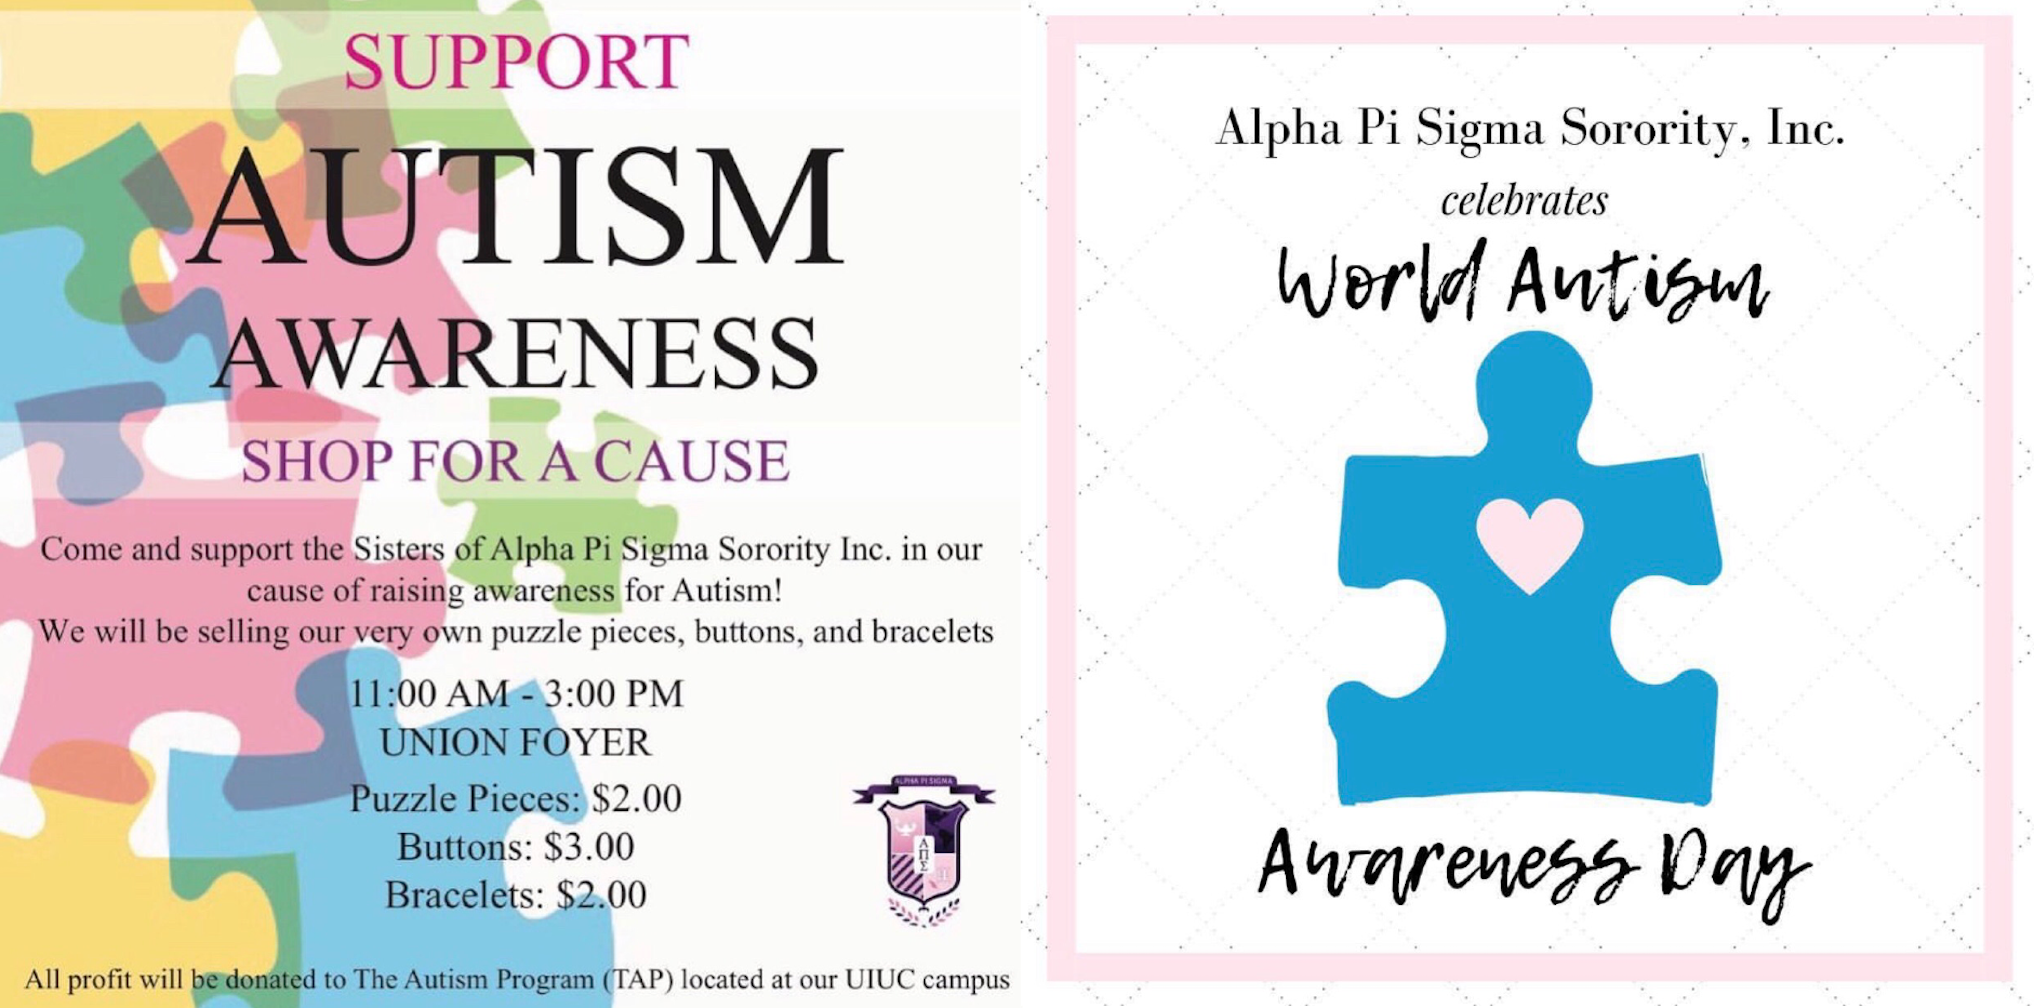 SUPPORT
AUTISM
AWARENESS
SHOP FOR A CAUSE
Come and support the Sisters of Alpha Pi Sigma Sorority Inc. in our
cause of raising awareness for Autism!
We will be selling our very own puzzle pieces, buttons, and bracelets
11:00 AM - 3:00 PM
UNION FOYER
Puzzle Pieces: $2.00
Buttons: $3.00
Bracelets: $2.00
ALPHA PI SIGMA
ΑΠΣ
All profit will be donated to The Autism Program (TAP) located at our UIUC campus
Alpha Pi Sigma Sorority, Inc.
celebrates
World Autism
Awareness Day